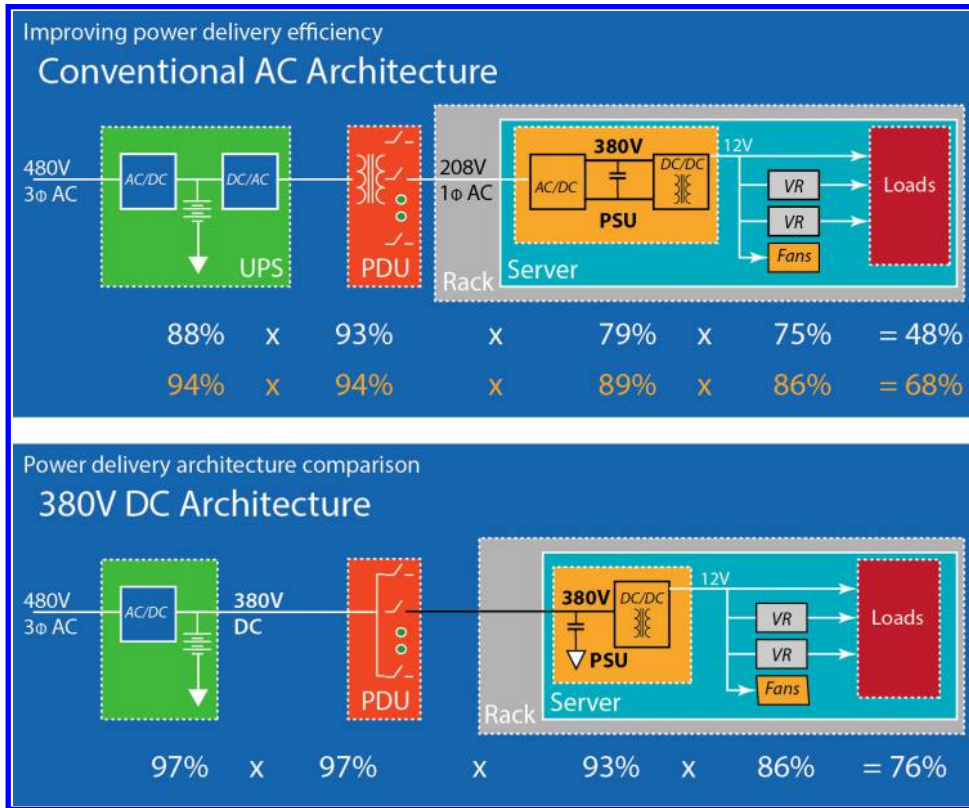 Improving power delivery efficiency
Conventional AC Architecture
480V
3Φ AC
AC/DC
DC/AC
UPS
PDU
208V
1Φ AC
Rack
Server
AC/DC
380V
DC/DC
PSU
12V
VR
VR
Fans
Loads
88% x 93% x 79% x 75% = 48%
94% x 94% x 89% x 86% = 68%
Power delivery architecture comparison
380V DC Architecture
480V
3Φ AC
AC/DC
380V
DC
PDU
Rack
Server
380V
DC/DC
PSU
12V
VR
VR
Fans
Loads
97% x 97% x 93% x 86% = 76%